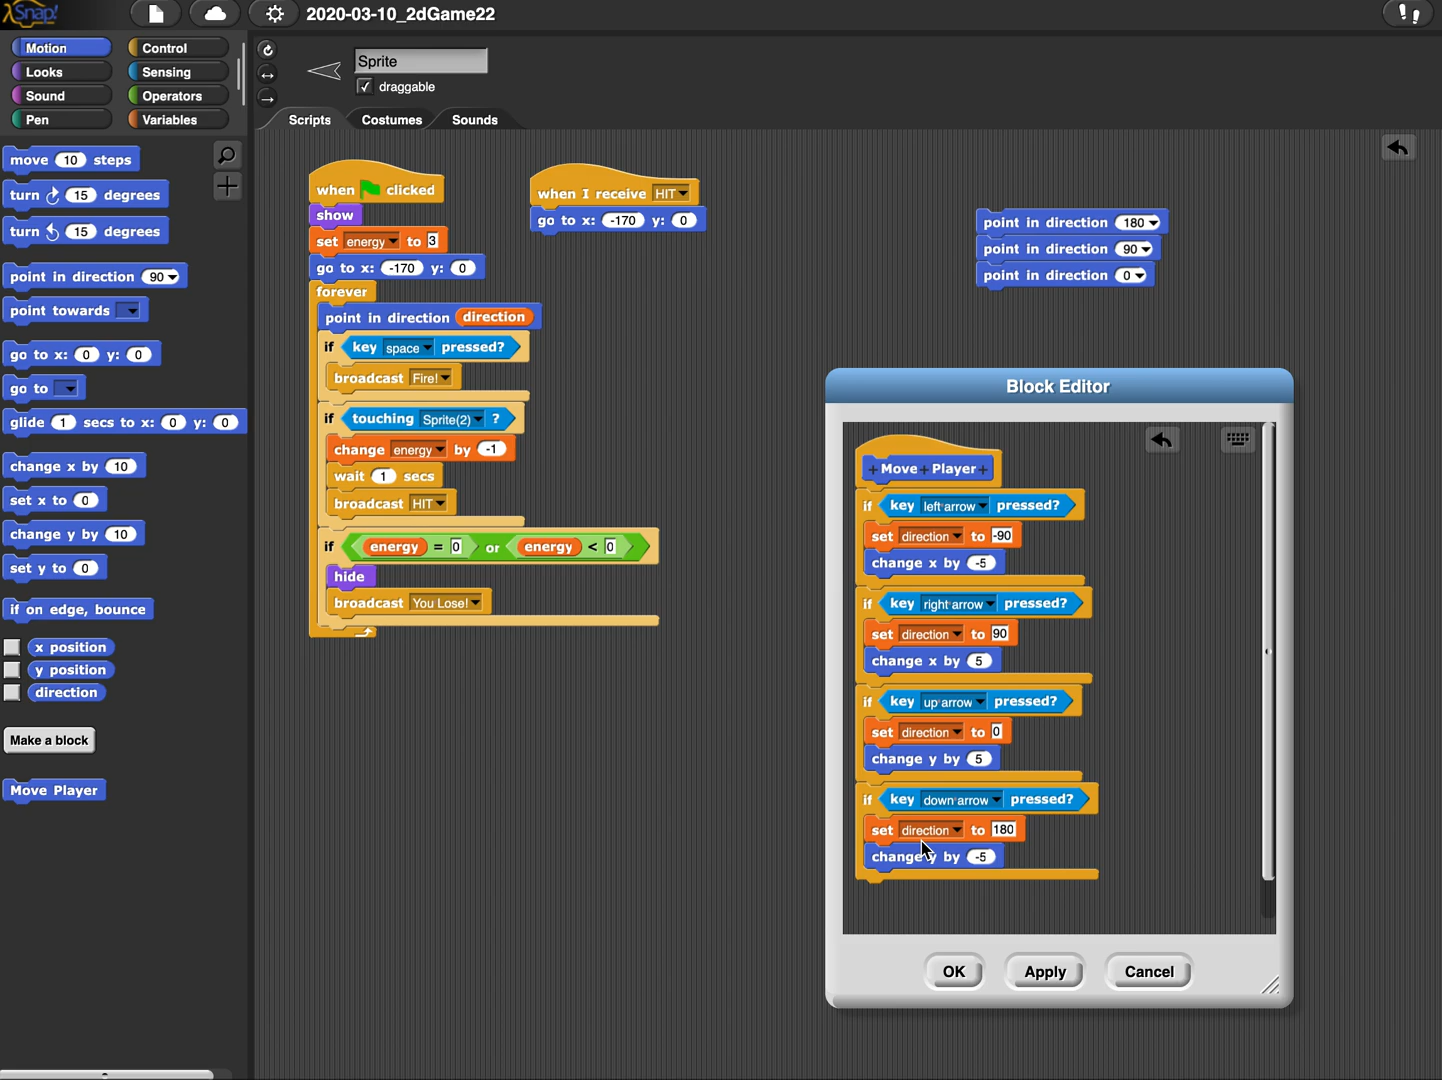 Snap!
2020-03-10_2dGame22
Motion
Control
Looks
Sensing
Sound
Operators
Pen
Variables
move 10 steps
turn 15 degrees
turn 15 degrees
point in direction 90
point towards
go to x: 0 y: 0
go to
glide 1 secs to x: 0 y: 0
change x by 10
set x to 0
change y by 10
set y to 0
if on edge, bounce
x position
y position
direction
Make a block
Move Player
Sprite
draggable
Scripts
Costumes
Sounds
when clicked
show
set energy to 3
go to x: -170 y: 0
forever
point in direction direction
if key space pressed?
broadcast Fire!
if touching Sprite(2) ?
change energy by -1
wait 1 secs
broadcast HIT
if energy = 0 or energy < 0
hide
broadcast You Lose!
when I receive HIT
go to x: -170 y: 0
point in direction 180
point in direction 90
point in direction 0
Block Editor
+ Move + Player +
if key left arrow pressed?
set direction to -90
change x by -5
if key right arrow pressed?
set direction to 90
change x by 5
if key up arrow pressed?
set direction to 0
change y by 5
if key down arrow pressed?
set direction to 180
change y by -5
OK
Apply
Cancel